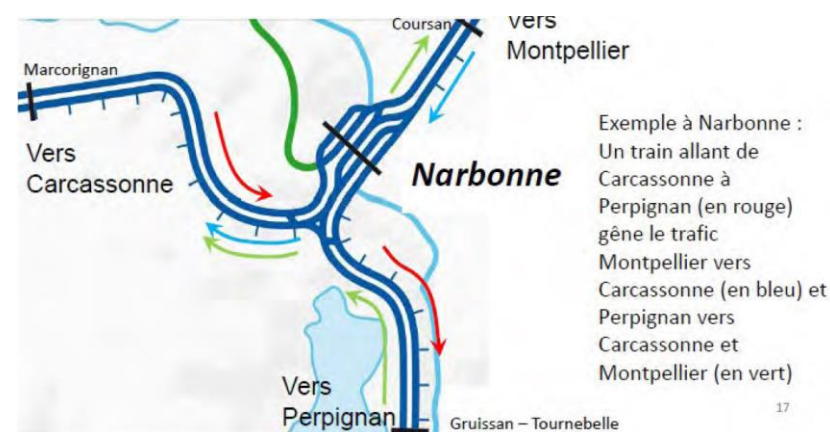 Coursan
Vers
Montpellier
Marcorignan
Vers
Carcassonne
Narbonne
Exemple à Narbonne :
Un train allant de
Carcassonne à
Perpignan (en rouge)
gêne le trafic
Montpellier vers
Carcassonne (en bleu) et
Perpignan vers
Carcassonne et
Montpellier (en vert)
Vers
Perpignan
Gruissan – Tournebelle
17